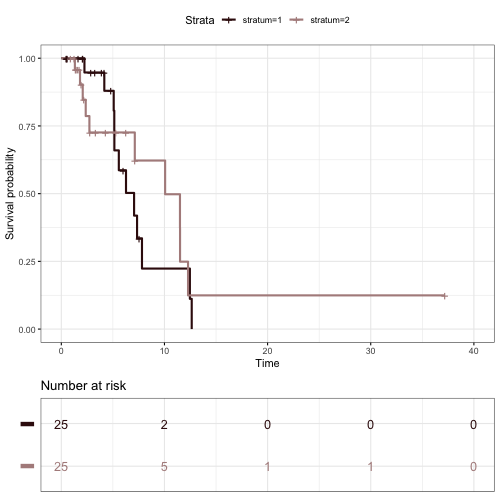 Strata stratum=1 stratum=2
1.00
0.75
0.50
0.25
0.00
Survival probability
0 10 20 30 40
Time
Number at risk
25 2 0 0 0
25 5 1 1 0